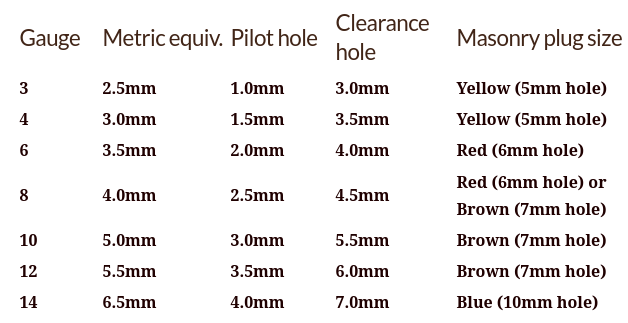 Gauge Metric equiv. Pilot hole Clearance hole Masonry plug size
3 2.5mm 1.0mm 3.0mm Yellow (5mm hole)
4 3.0mm 1.5mm 3.5mm Yellow (5mm hole)
6 3.5mm 2.0mm 4.0mm Red (6mm hole)
8 4.0mm 2.5mm 4.5mm Red (6mm hole) or
Brown (7mm hole)
10 5.0mm 3.0mm 5.5mm Brown (7mm hole)
12 5.5mm 3.5mm 6.0mm Brown (7mm hole)
14 6.5mm 4.0mm 7.0mm Blue (10mm hole)